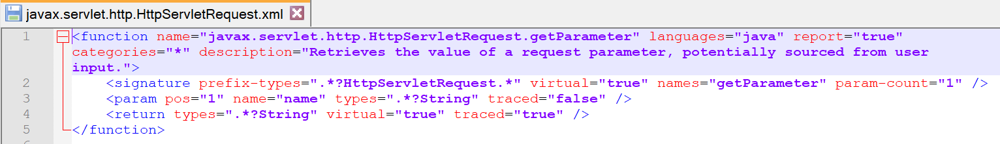 javax.servlet.http.HttpServletRequest.xml
1 <function name="javax.servlet.http.HttpServletRequest.getParameter" languages="java" report="true"
categories="*" description="Retrieves the value of a request parameter, potentially sourced from user
input.">
2 <signature prefix-types=".*?HttpServletRequest.*" virtual="true" names="getParameter" param-count="1" />
3 <param pos="1" name="name" types=".*?String" traced="false" />
4 <return types=".*?String" virtual="true" traced="true" />
5 </function>